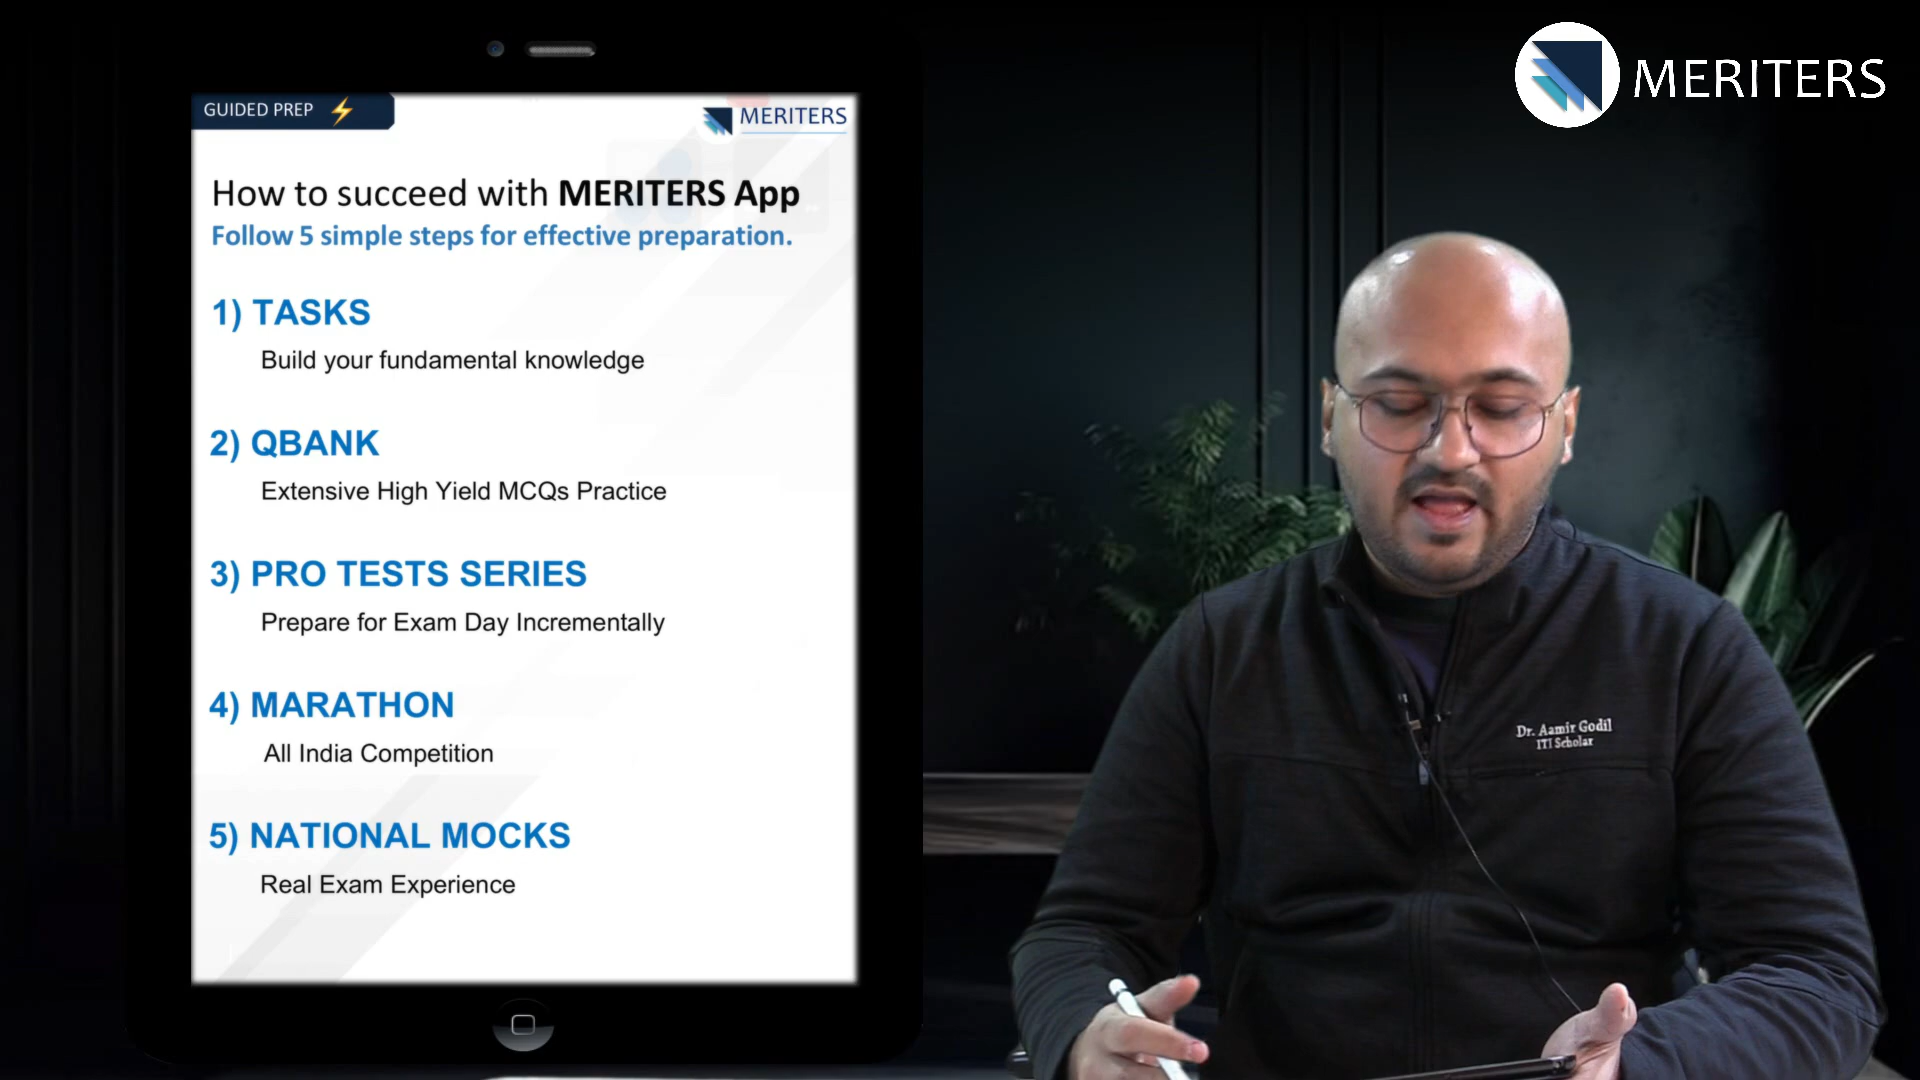 GUIDED PREP
MERITERS
How to succeed with MERITERS App
Follow 5 simple steps for effective preparation.
1) TASKS
Build your fundamental knowledge
2) QBANK
Extensive High Yield MCQs Practice
3) PRO TESTS SERIES
Prepare for Exam Day Incrementally
4) MARATHON
All India Competition
5) NATIONAL MOCKS
Real Exam Experience
MERITERS
Dr. Aamir Godil
ITI Scholar